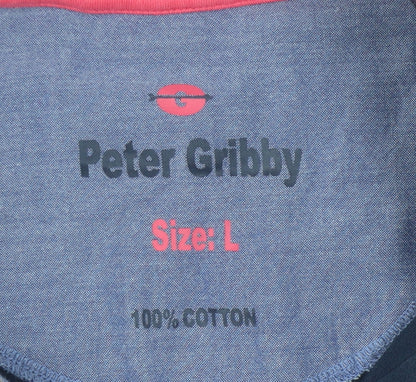 G
Peter Gribby
Size: L
100% COTTON